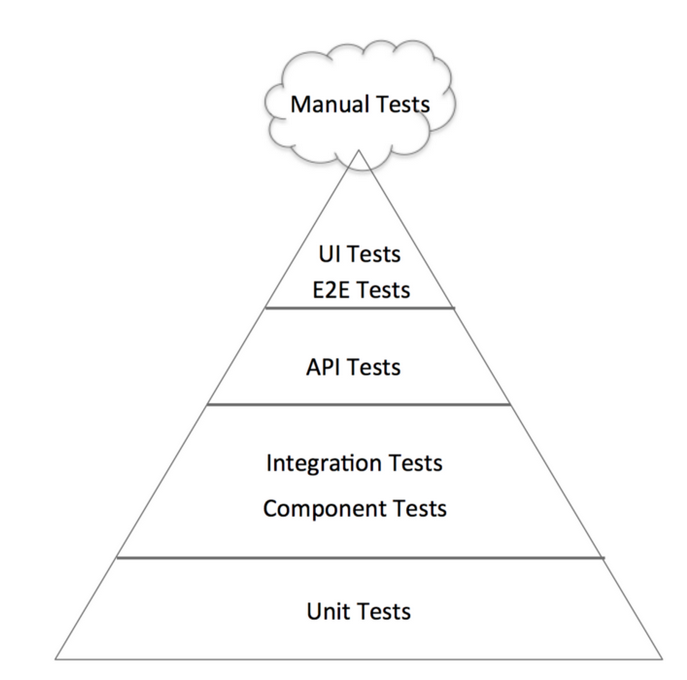 Manual Tests
UI Tests
E2E Tests
API Tests
Integration Tests
Component Tests
Unit Tests